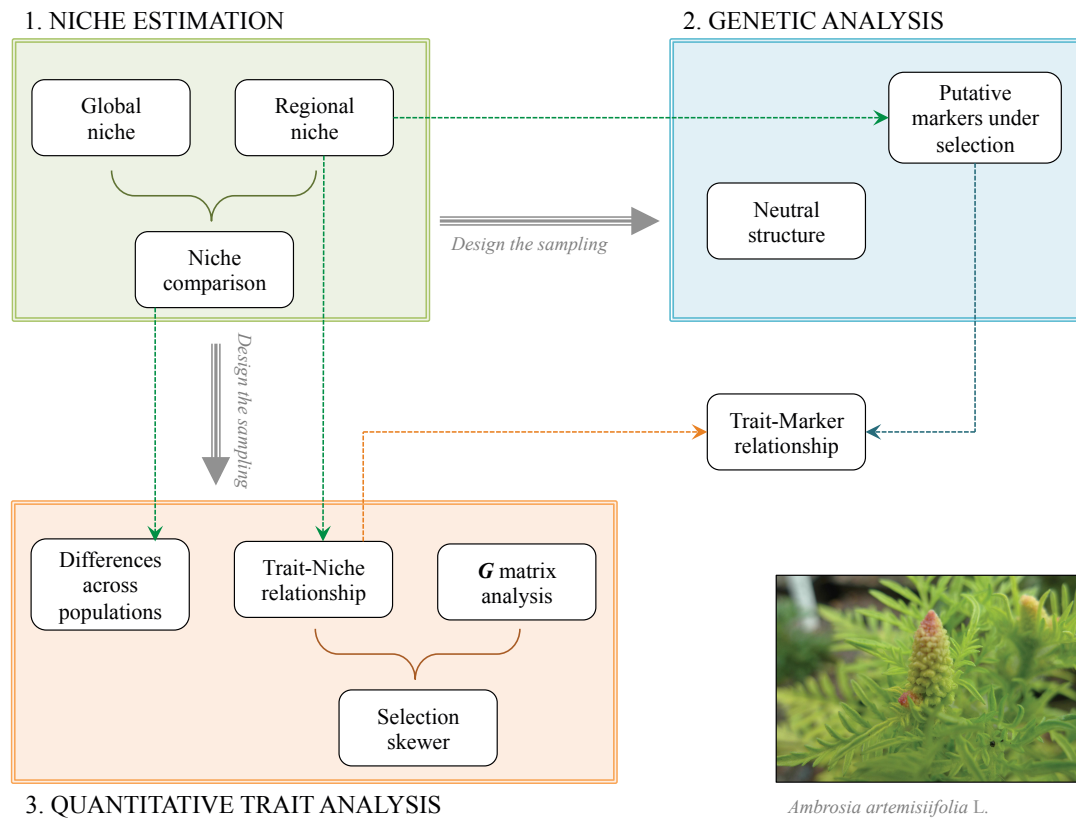 1. NICHE ESTIMATION
Global
niche
Regional
niche
Niche
comparison
2. GENETIC ANALYSIS
Putative
markers under
selection
Neutral
structure
Design the sampling
Design the sampling
Trait-Marker
relationship
Differences
across
populations
Trait-Niche
relationship
G matrix
analysis
Selection
skewer
3. QUANTITATIVE TRAIT ANALYSIS
Ambrosia artemisiifolia L.